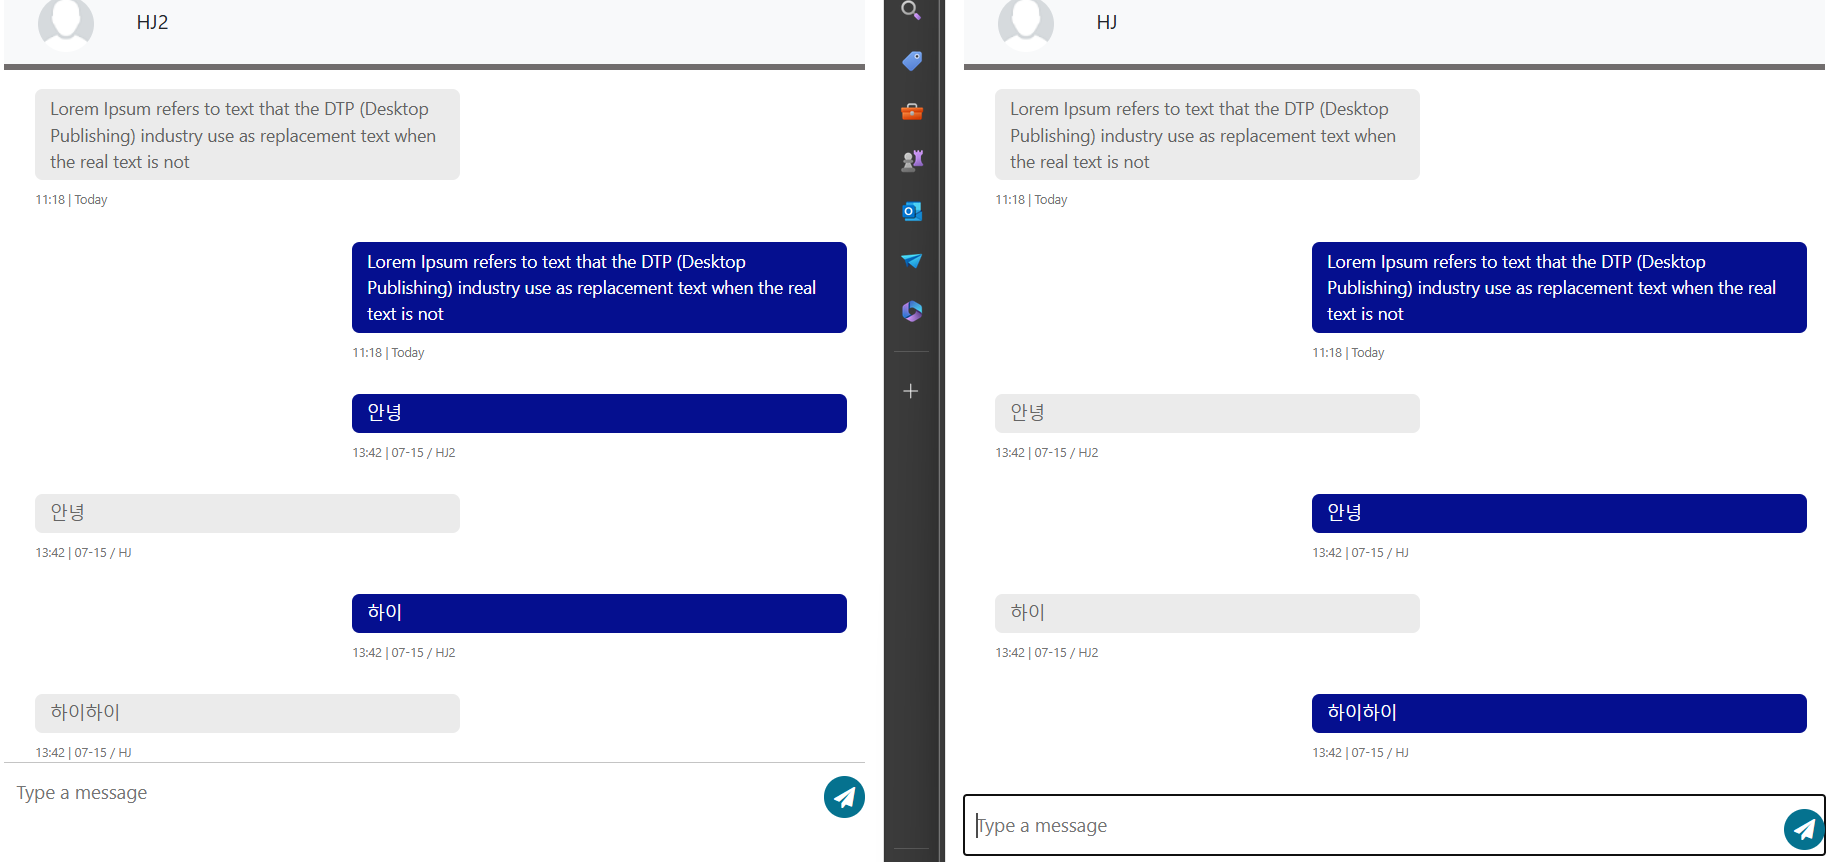 HJ2
Lorem Ipsum refers to text that the DTP (Desktop
Publishing) industry use as replacement text when
the real text is not
11:18 | Today
Lorem Ipsum refers to text that the DTP (Desktop
Publishing) industry use as replacement text when the real
text is not
11:18 | Today
안녕
13:42 | 07-15 / HJ2
안녕
13:42 | 07-15 / HJ
하이
13:42 | 07-15 / HJ2
하이하이
13:42 | 07-15 / HJ
Type a message
HJ
Lorem Ipsum refers to text that the DTP (Desktop
Publishing) industry use as replacement text when
the real text is not
11:18 | Today
Lorem Ipsum refers to text that the DTP (Desktop
Publishing) industry use as replacement text when the real
text is not
11:18 | Today
안녕
13:42 | 07-15 / HJ2
안녕
13:42 | 07-15 / HJ
하이
13:42 | 07-15 / HJ2
하이하이
13:42 | 07-15 / HJ
Type a message